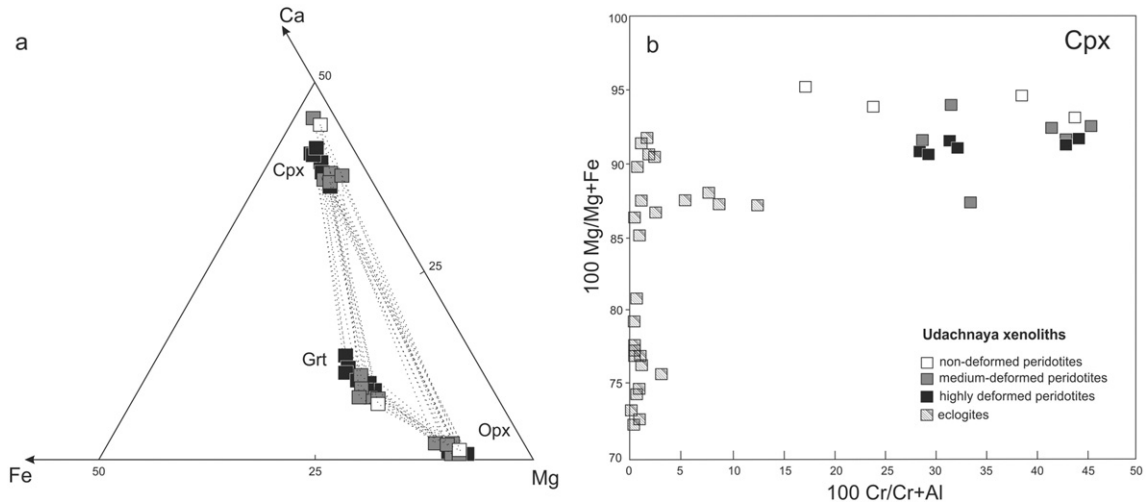 a
Ca
50
Cpx
25
Grt
Opx
Fe
50
25
Mg
b
Cpx
100 Mg/Mg+Fe
100
95
90
85
80
75
70
Udachnaya xenoliths
non-deformed peridotites
medium-deformed peridotites
highly deformed peridotites
eclogites
0 5 10 15 20 25 30 35 40 45 50
100 Cr/Cr+Al